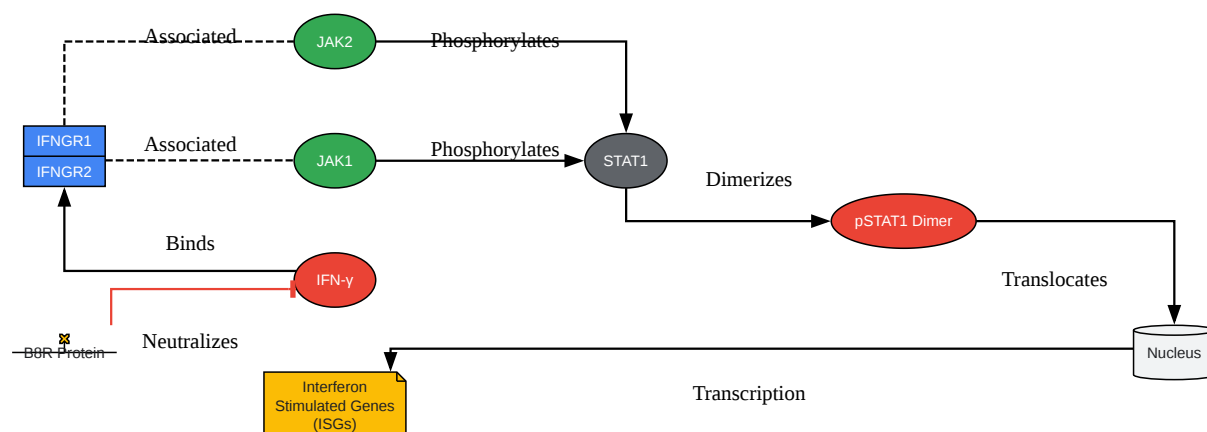 Associated
JAK2
Phosphorylates
IFNGR1
IFNGR2
Associated
JAK1
Phosphorylates
STAT1
Dimerizes
pSTAT1 Dimer
Binds
IFN-γ
Translocates
B8R Protein
Neutralizes
Nucleus
Interferon
Stimulated Genes
(ISGs)
Transcription